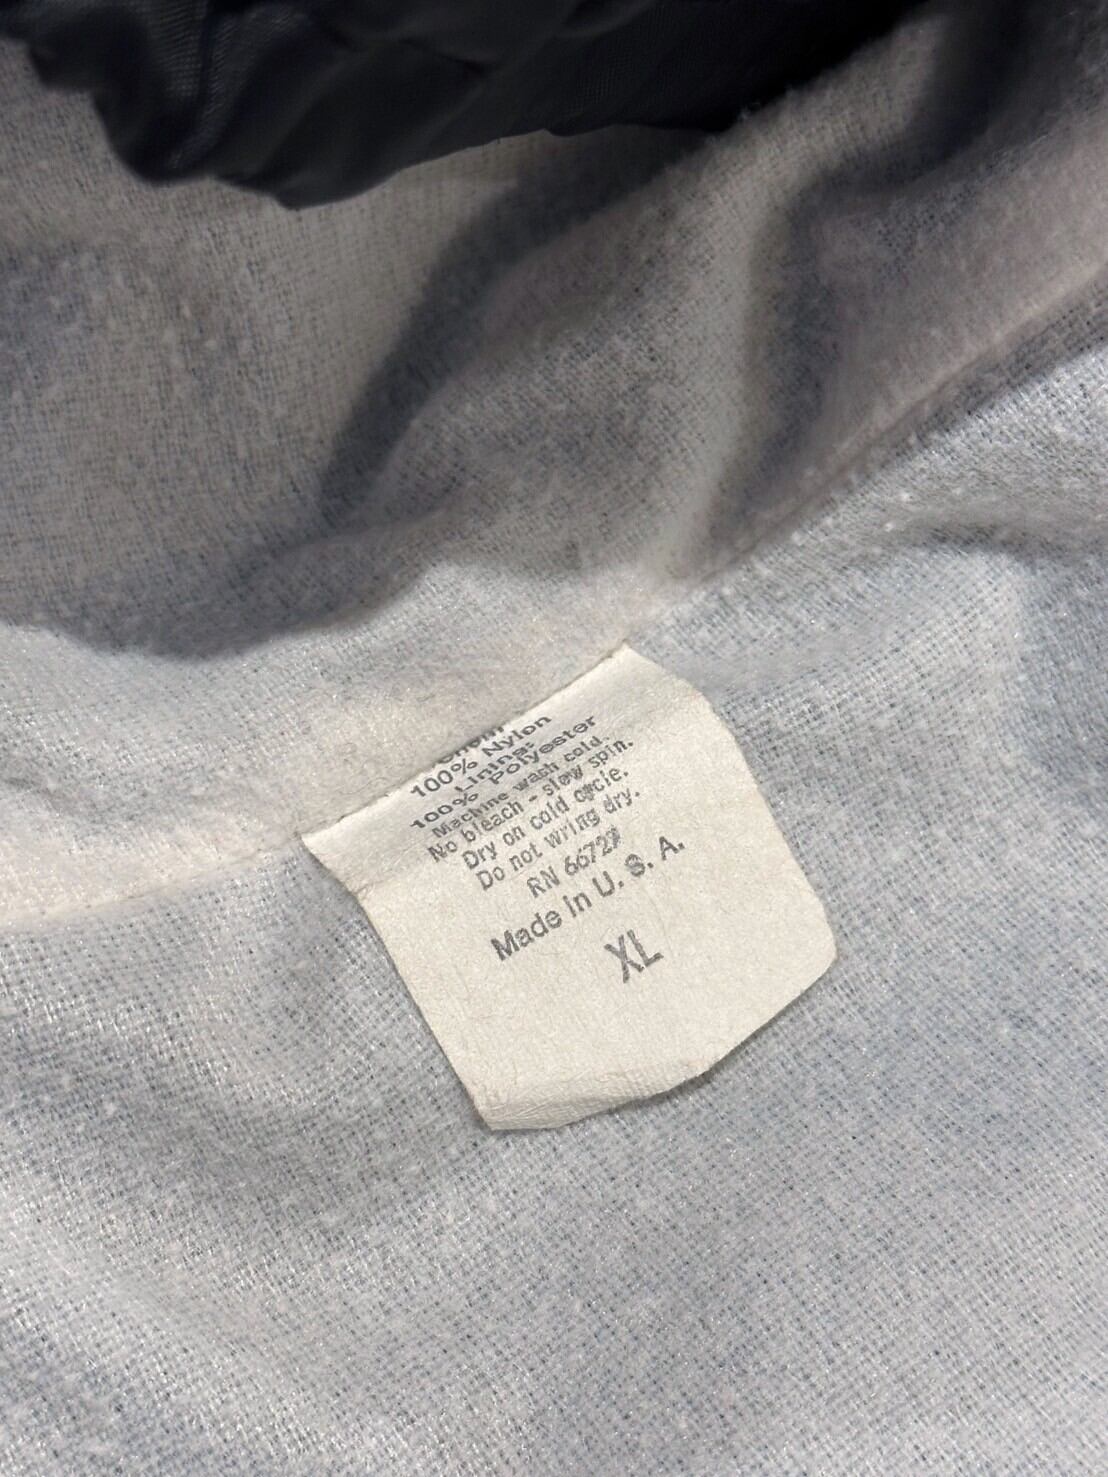 100% Nylon
Lining:
100% Polyester
Machine wash cold.
No bleach - slow spin.
Dry on cold cycle.
Do not wring dry.
RN
Made in U. S. A.
XL